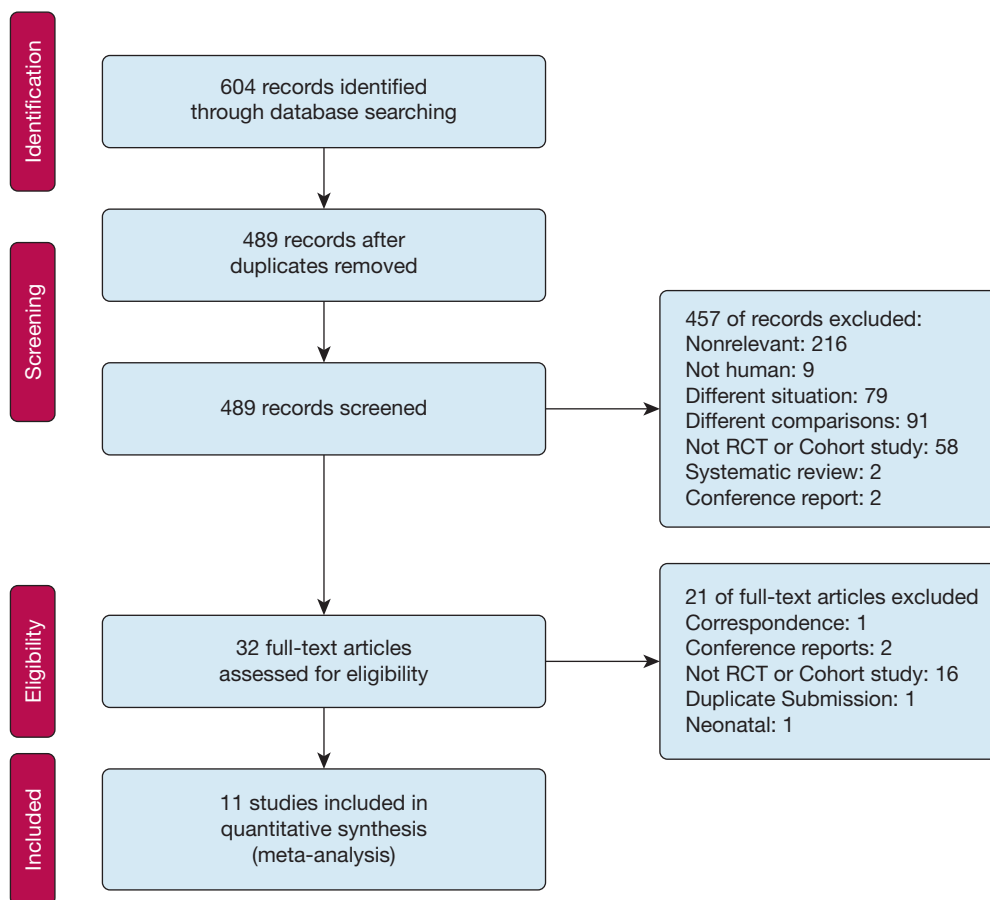 Identification
604 records identified
through database searching
Screening
489 records after
duplicates removed
489 records screened
457 of records excluded:
Nonrelevant: 216
Not human: 9
Different situation: 79
Different comparisons: 91
Not RCT or Cohort study: 58
Systematic review: 2
Conference report: 2
Eligibility
32 full-text articles
assessed for eligibility
21 of full-text articles excluded
Correspondence: 1
Conference reports: 2
Not RCT or Cohort study: 16
Duplicate Submission: 1
Neonatal: 1
Included
11 studies included in
quantitative synthesis
(meta-analysis)